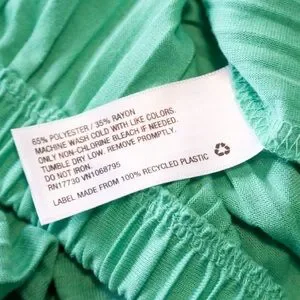 65% POLYESTER / 35% RAYON
MACHINE WASH COLD WITH LIKE COLORS.
ONLY NON-CHLORINE BLEACH IF NEEDED.
TUMBLE DRY LOW. REMOVE PROMPTLY.
DO NOT IRON.
RN17730 VN1068795
LABEL MADE FROM 100% RECYCLED PLASTIC